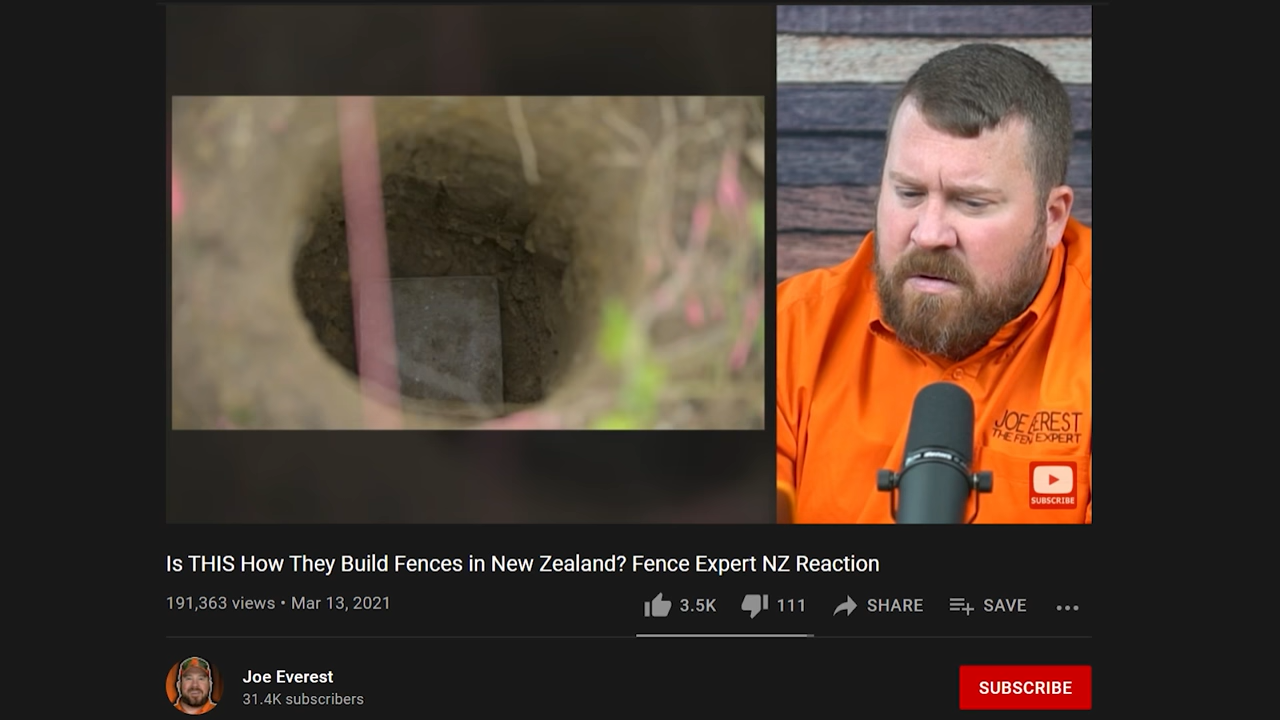 JOE EVEREST
THE FENCE EXPERT
SUBSCRIBE
Is THIS How They Build Fences in New Zealand? Fence Expert NZ Reaction
191,363 views • Mar 13, 2021
3.5K 111 SHARE SAVE
Joe Everest
31.4K subscribers
SUBSCRIBE